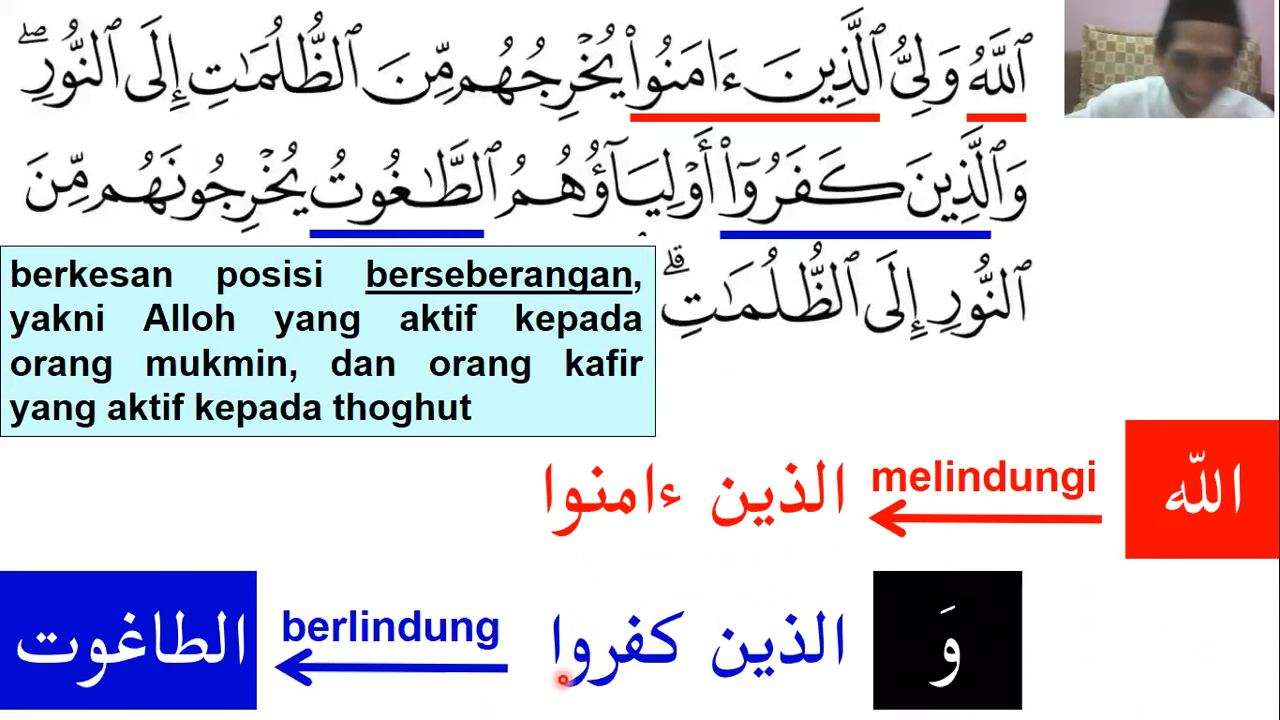 ٱللَّهُ وَلِىُّ ٱلَّذِينَ ءَامَنُوا۟ يُخْرِجُهُم مِّنَ ٱلظُّلُمَـٰتِ إِلَى ٱلنُّورِ ۖ
وَٱلَّذِينَ كَفَرُوٓا۟ أَوْلِيَآؤُهُمُ ٱلطَّـٰغُوتُ يُخْرِجُونَهُم مِّنَ
ٱلنُّورِ إِلَى ٱلظُّلُمَـٰتِ ۗ
berkesan posisi berseberangan,
yakni Alloh yang aktif kepada
orang mukmin, dan orang kafir
yang aktif kepada thoghut
الله melindungi الذين ءامنوا
وَ الذين كفروا berlindung الطاغوت